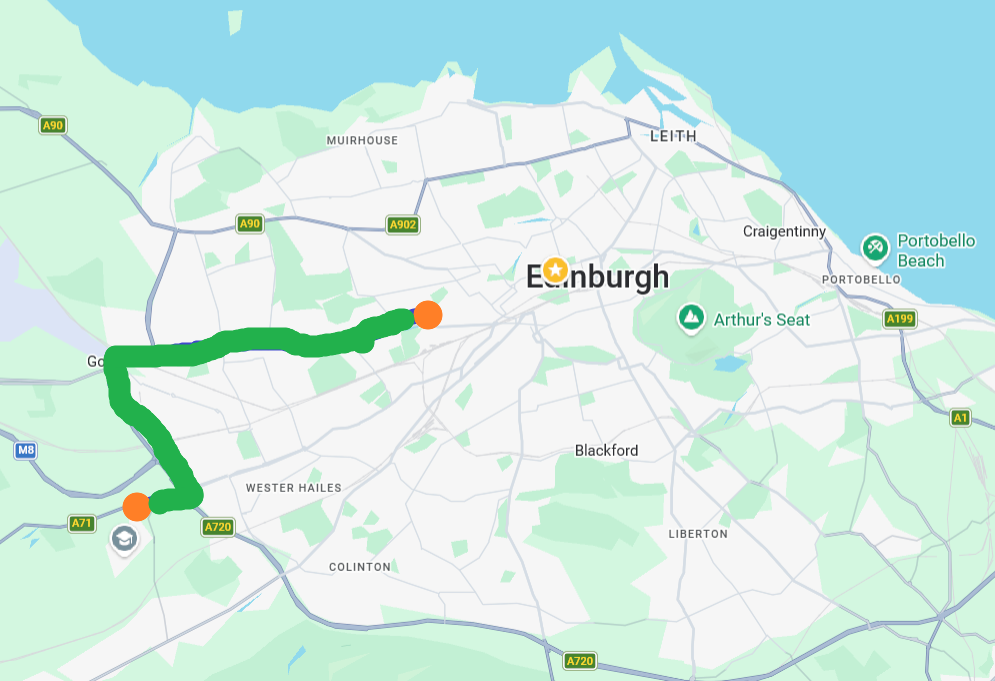 A90
MUIRHOUSE
LEITH
A90
A902
Craigentinny
Portobello
Beach
Edinburgh
PORTOBELLO
Arthur's Seat
A199
Go
A1
M8
Blackford
WESTER HAILES
A71
A720
LIBERTON
COLINTON
A720